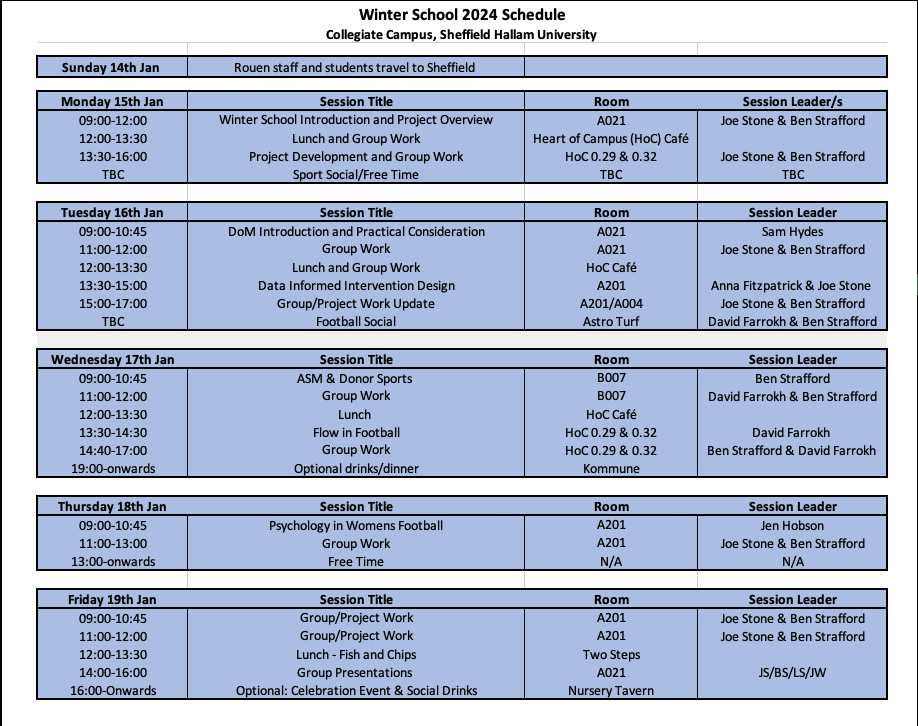 Winter School 2024 Schedule
Collegiate Campus, Sheffield Hallam University
Sunday 14th Jan Rouen staff and students travel to Sheffield
Monday 15th Jan Session Title Room Session Leader/s
09:00-12:00 Winter School Introduction and Project Overview A021 Joe Stone & Ben Strafford
12:00-13:30 Lunch and Group Work Heart of Campus (HoC) Café
13:30-16:00 Project Development and Group Work HoC 0.29 & 0.32 Joe Stone & Ben Strafford
TBC Sport Social/Free Time TBC TBC
Tuesday 16th Jan Session Title Room Session Leader
09:00-10:45 DoM Introduction and Practical Consideration A021 Sam Hydes
11:00-12:00 Group Work A021 Joe Stone & Ben Strafford
12:00-13:30 Lunch and Group Work HoC Café
13:30-15:00 Data Informed Intervention Design A201 Anna Fitzpatrick & Joe Stone
15:00-17:00 Group/Project Work Update A201/A004 Joe Stone & Ben Strafford
TBC Football Social Astro Turf David Farrokh & Ben Strafford
Wednesday 17th Jan Session Title Room Session Leader
09:00-10:45 ASM & Donor Sports B007 Ben Strafford
11:00-12:00 Group Work B007 David Farrokh & Ben Strafford
12:00-13:30 Lunch HoC Café
13:30-14:30 Flow in Football HoC 0.29 & 0.32 David Farrokh
14:40-17:00 Group Work HoC 0.29 & 0.32 Ben Strafford & David Farrokh
19:00-onwards Optional drinks/dinner Kommune
Thursday 18th Jan Session Title Room Session Leader
09:00-10:45 Psychology in Womens Football A201 Jen Hobson
11:00-13:00 Group Work A201 Joe Stone & Ben Strafford
13:00-onwards Free Time N/A N/A
Friday 19th Jan Session Title Room Session Leader
09:00-10:45 Group/Project Work A201 Joe Stone & Ben Strafford
11:00-12:00 Group/Project Work A201 Joe Stone & Ben Strafford
12:00-13:30 Lunch - Fish and Chips Two Steps
14:00-16:00 Group Presentations A021 JS/BS/LS/JW
16:00-Onwards Optional: Celebration Event & Social Drinks Nursery Tavern